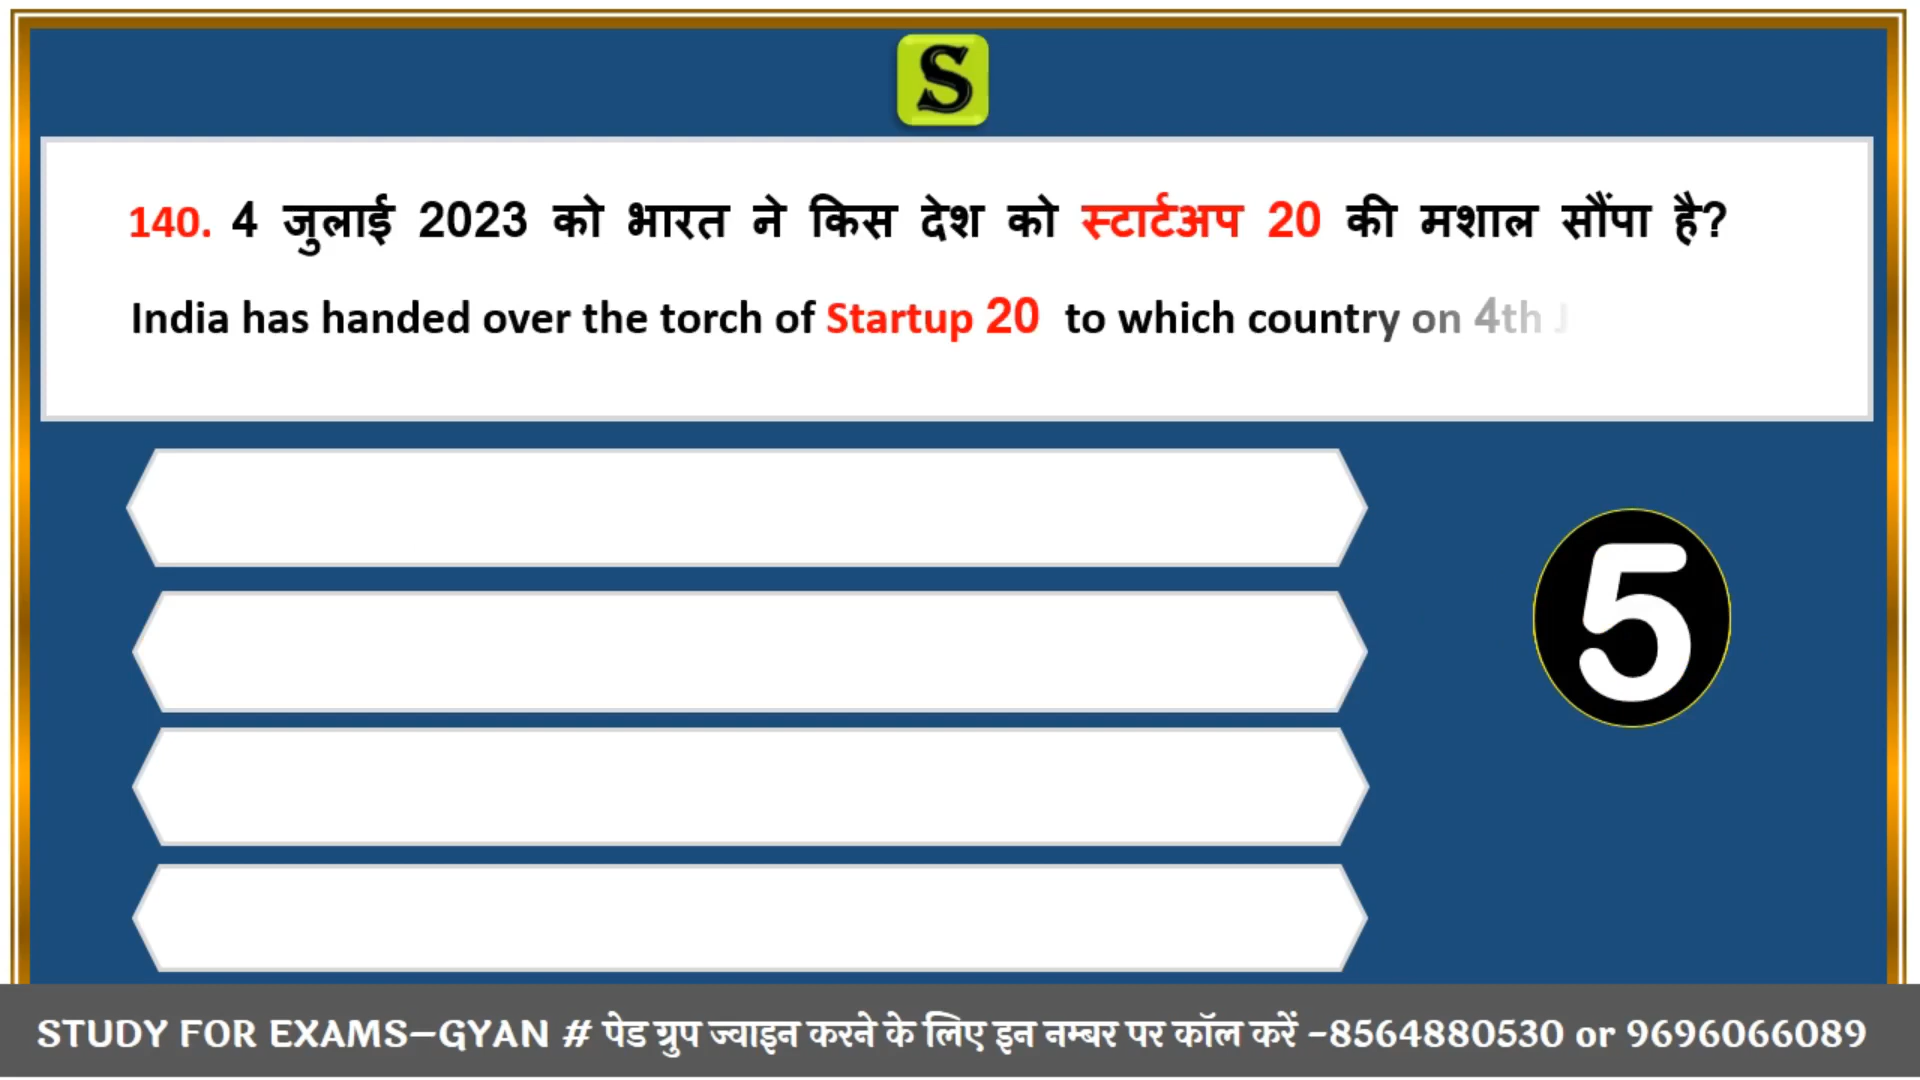 S
140. 4 जुलाई 2023 को भारत ने किस देश को स्टार्टअप 20 की मशाल सौंपा है?
India has handed over the torch of Startup 20 to which country on 4th J
5
STUDY FOR EXAMS–GYAN # पेड ग्रुप ज्वाइन करने के लिए इन नम्बर पर कॉल करें -8564880530 or 9696066089